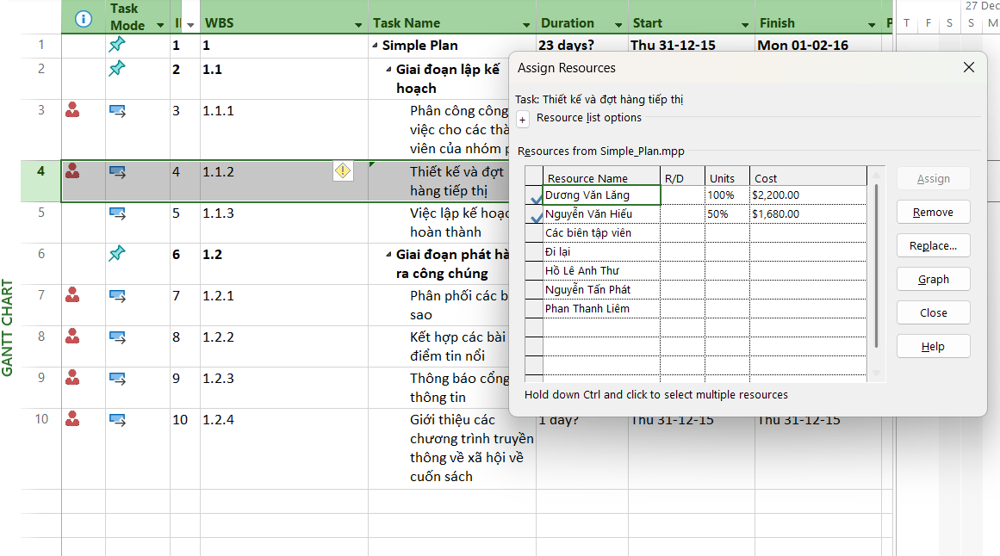 27 Dec
Task Mode I WBS Task Name Duration Start Finish P T F S S M
1 1 1 Simple Plan 23 days? Thu 31-12-15 Mon 01-02-16
2 2 1.1 Giai đoạn lập kế
hoạch
3 3 1.1.1 Phân công công
việc cho các thà
viên của nhóm p
4 4 1.1.2 Thiết kế và đợt
hàng tiếp thị
5 5 1.1.3 Việc lập kế hoạc
hoàn thành
6 6 1.2 Giai đoạn phát hà
ra công chúng
7 7 1.2.1 Phân phối các b
sao
8 8 1.2.2 Kết hợp các bài
điểm tin nổi
9 9 1.2.3 Thông báo cổng
thông tin
10 10 1.2.4 Giới thiệu các 1 day? Thu 31-12-15 Thu 31-12-15
chương trình truyền
thông về xã hội về
cuốn sách
GANTT CHART
Assign Resources
Task: Thiết kế và đợt hàng tiếp thị
+ Resource list options
Resources from Simple_Plan.mpp
Resource Name R/D Units Cost
Dương Văn Lăng 100% $2,200.00
Nguyễn Văn Hiếu 50% $1,680.00
Các biên tập viên
Đi lại
Hồ Lê Anh Thư
Nguyễn Tấn Phát
Phan Thanh Liêm
Assign
Remove
Replace...
Graph
Close
Help
Hold down Ctrl and click to select multiple resources